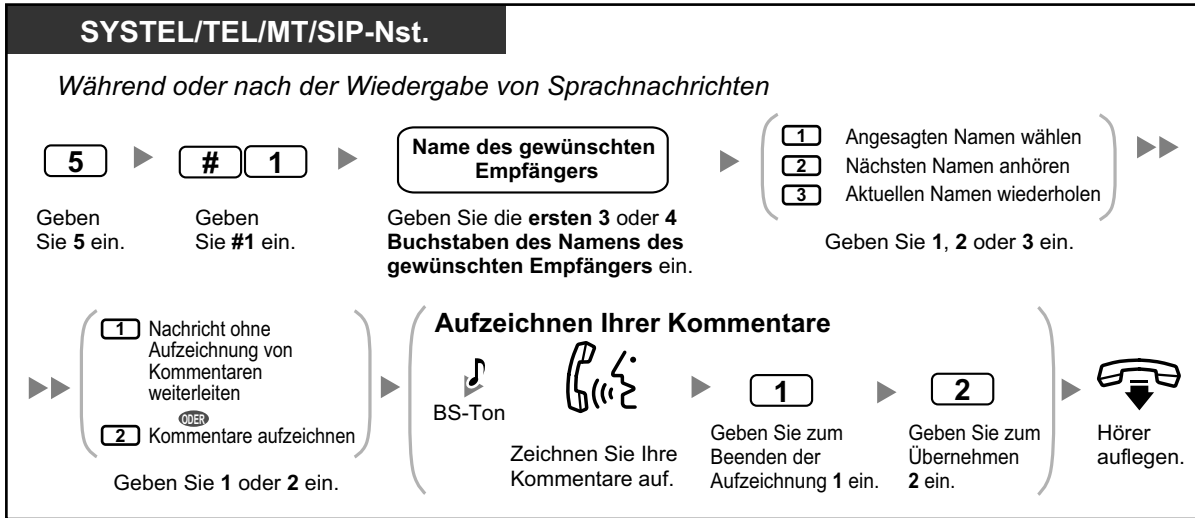 SYSTEL/TEL/MT/SIP-Nst.
Während oder nach der Wiedergabe von Sprachnachrichten
5
# 1
Name des gewünschten
Empfängers
1 Angesagten Namen wählen
2 Nächsten Namen anhören
3 Aktuellen Namen wiederholen
Geben
Sie 5 ein.
Geben
Sie #1 ein.
Geben Sie die ersten 3 oder 4
Buchstaben des Namens des
gewünschten Empfängers ein.
Geben Sie 1, 2 oder 3 ein.
1 Nachricht ohne
Aufzeichnung von
Kommentaren
weiterleiten
ODER
2 Kommentare aufzeichnen
Geben Sie 1 oder 2 ein.
Aufzeichnen Ihrer Kommentare
BS-Ton
Zeichnen Sie Ihre
Kommentare auf.
1
Geben Sie zum
Beenden der
Aufzeichnung 1 ein.
2
Geben Sie zum
Übernehmen
2 ein.
Hörer
auflegen.